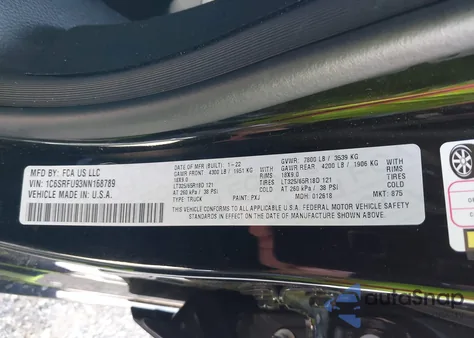 MFD BY: FCA US LLC
VIN: 1C6SRFU93NN168789
VEHICLE MADE IN: U.S.A.
DATE OF MFR (BUILT) 1-22 GVWR: 7800 LB / 3539 KG
GAWR FRONT: 4300 LB / 1951 KG WITH GAWR REAR: 4200 LB / 1906 KG WITH
18X9.0 RIMS 18X9.0 RIMS
LT325/65R18D 121 TIRES LT325/65R18D 121 TIRES
AT 260 kPa / 38 PSI AT 260 kPa / 38 PSI
TYPE: TRUCK PAINT: PXJ MDH: 012618 MKT: 875
THIS VEHICLE CONFORMS TO ALL APPLICABLE U.S.A. FEDERAL MOTOR VEHICLE SAFETY
STANDARDS IN EFFECT ON THE DATE OF MANUFACTURE SHOWN ABOVE.
autoSnap